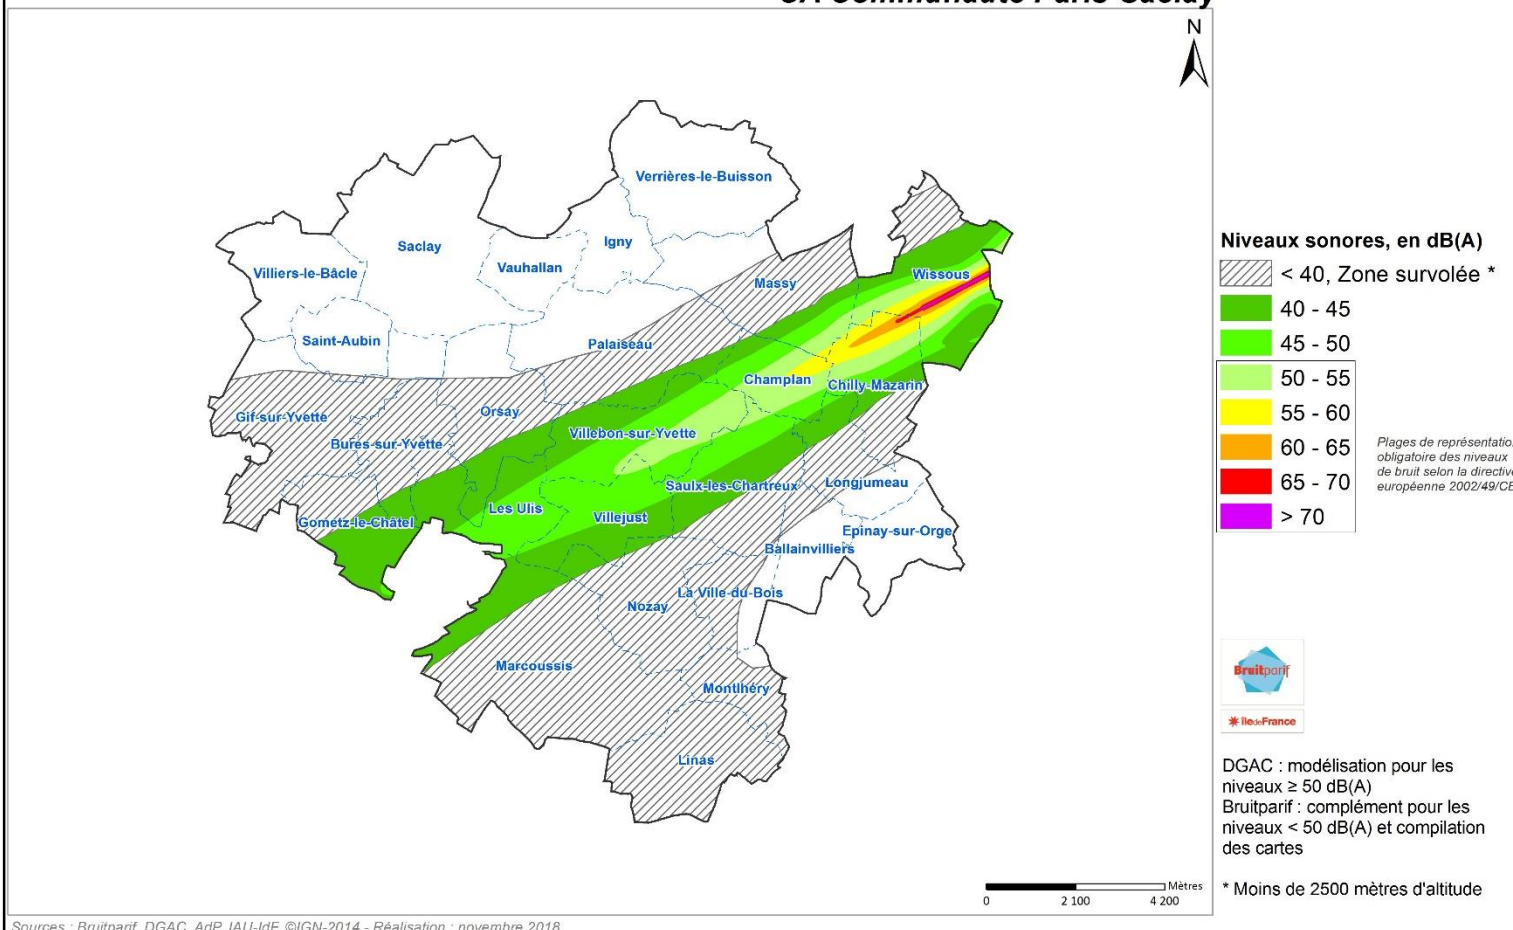 CA Communauté Paris-Saclay
N
Verrières-le-Buisson
Saclay
Igny
Vauhallan
Villiers-le-Bâcle
Massy
Wissous
Saint-Aubin
Palaiseau
Champlan
Chilly-Mazarin
Gif-sur-Yvette
Orsay
Bures-sur-Yvette
Villebon-sur-Yvette
Saulx-les-Chartreux
Longjumeau
Les Ulis
Villejust
Gometz-le-Châtel
Epinay-sur-Orge
Ballainvilliers
La Ville-du-Bois
Nozay
Marcoussis
Montlhéry
Linas
Mètres
0 2 100 4 200
Niveaux sonores, en dB(A)
< 40, Zone survolée *
40 - 45
45 - 50
50 - 55
55 - 60
60 - 65
65 - 70
> 70
Plages de représentation
obligatoire des niveaux
de bruit selon la directive
européenne 2002/49/CE
Bruitparif
îledeFrance
DGAC : modélisation pour les
niveaux ≥ 50 dB(A)
Bruitparif : complément pour les
niveaux < 50 dB(A) et compilation
des cartes
* Moins de 2500 mètres d'altitude
Sources : Bruitparif, DGAC, AdP, IAU-IdF, ©IGN-2014 - Réalisation : novembre 2018